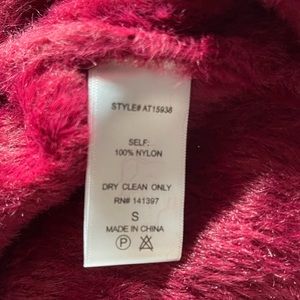 STYLE# AT15938
SELF:
100% NYLON
DRY CLEAN ONLY
RN# 141397
S
MADE IN CHINA
P